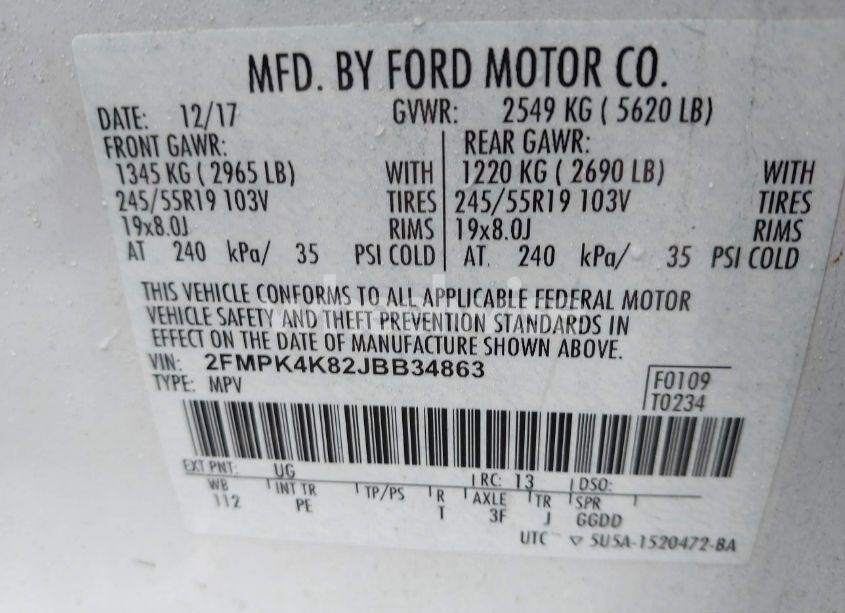 MFD. BY FORD MOTOR CO.
DATE: 12/17 GVWR: 2549 KG ( 5620 LB)
FRONT GAWR: REAR GAWR:
1345 KG ( 2965 LB) WITH 1220 KG ( 2690 LB) WITH
245/55R19 103V TIRES 245/55R19 103V TIRES
19x8.0J RIMS 19x8.0J RIMS
AT 240 kPa/ 35 PSI COLD AT 240 kPa/ 35 PSI COLD
THIS VEHICLE CONFORMS TO ALL APPLICABLE FEDERAL MOTOR
VEHICLE SAFETY AND THEFT PREVENTION STANDARDS IN
EFFECT ON THE DATE OF MANUFACTURE SHOWN ABOVE.
VIN: 2FMPK4K82JBB34863
TYPE: MPV
F0109
T0234
EXT PNT: UG RC: 13 DSO:
WB INT TR TP/PS R AXLE TR SPR
112 PE T 3F J GGDD
UTC ▽ 5U5A-1520472-BA